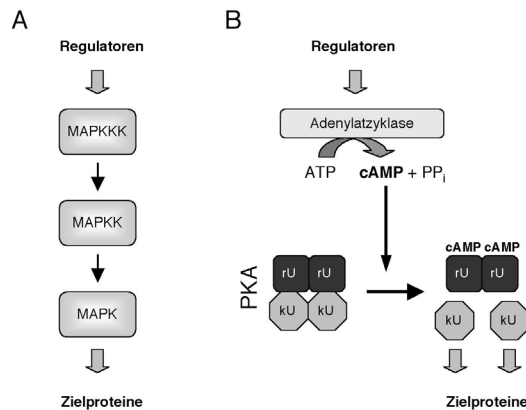 A
Regulatoren
MAPKKK
MAPKK
MAPK
Zielproteine
B
Regulatoren
Adenylatzyklase
ATP cAMP + PPi
cAMP cAMP
PKA
rU rU
kU kU
rU rU
kU kU
Zielproteine